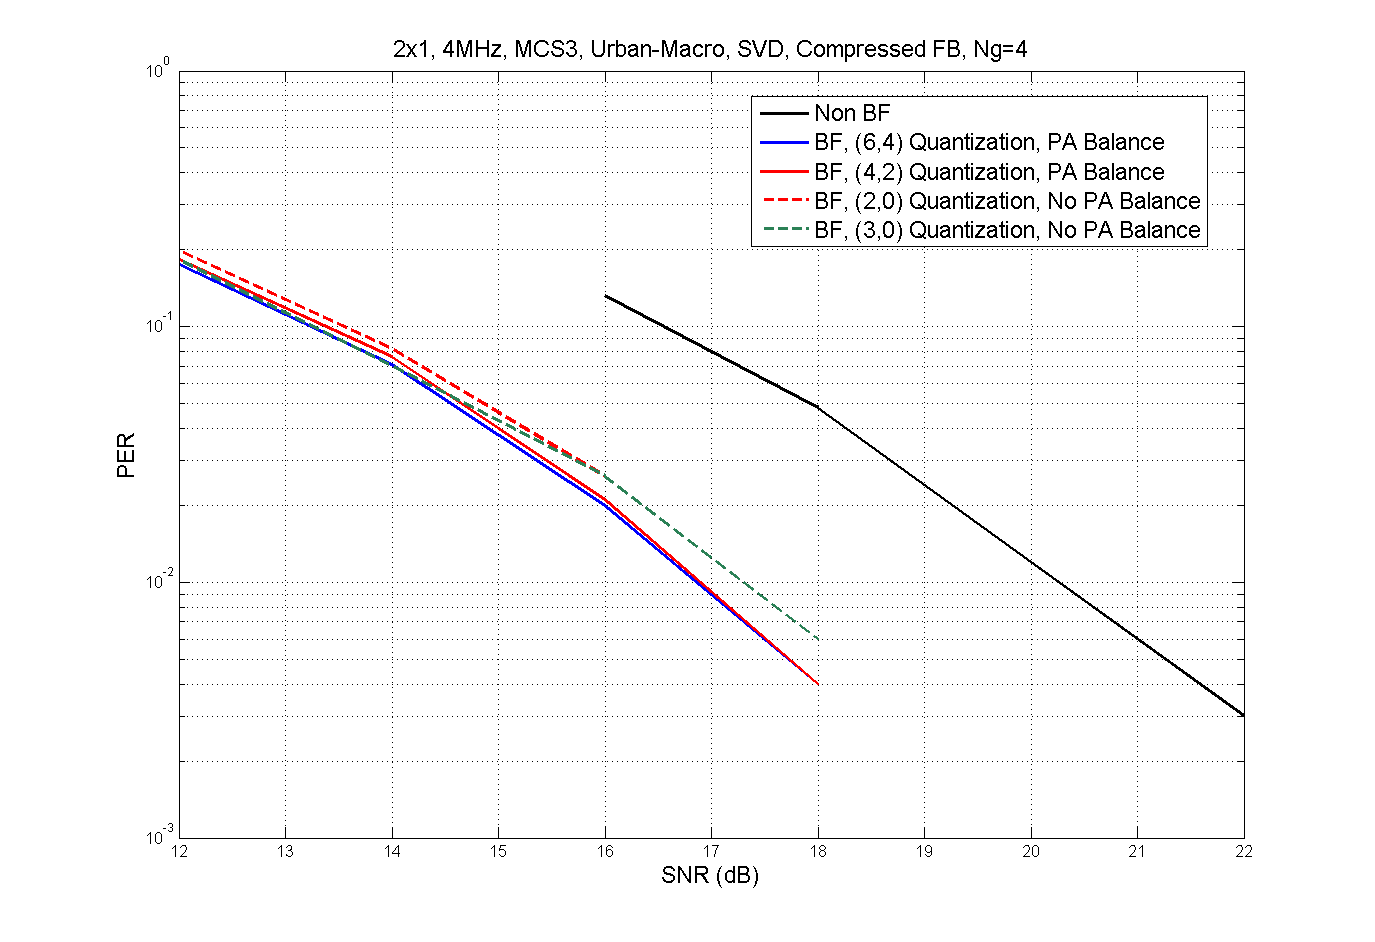 2x1, 4MHz, MCS3, Urban-Macro, SVD, Compressed FB, Ng=4
10^0
Non BF
BF, (6,4) Quantization, PA Balance
BF, (4,2) Quantization, PA Balance
BF, (2,0) Quantization, No PA Balance
BF, (3,0) Quantization, No PA Balance
10^-1
PER
10^-2
10^-3
12 13 14 15 16 17 18 19 20 21 22
SNR (dB)